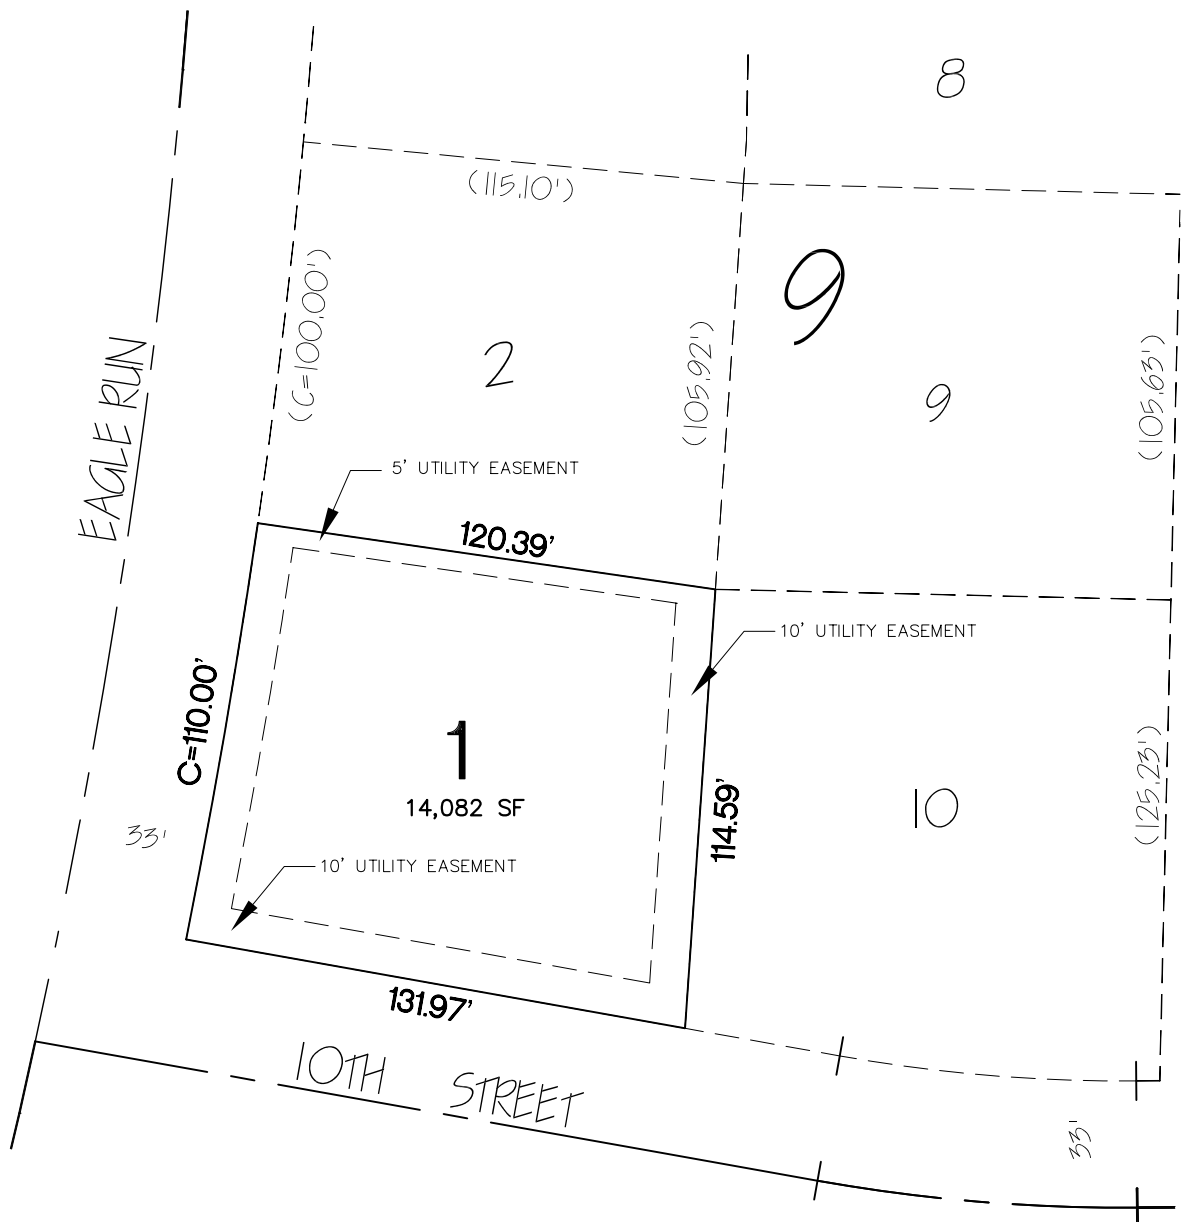 8
(115.10')
9
(C=100.00')
2
(105.92')
9
(105.63')
EAGLE RUN
5' UTILITY EASEMENT
120.39'
10' UTILITY EASEMENT
C=110.00'
1
14,082 SF
114.59'
10
(125.23')
33'
10' UTILITY EASEMENT
131.97'
10TH STREET
33'